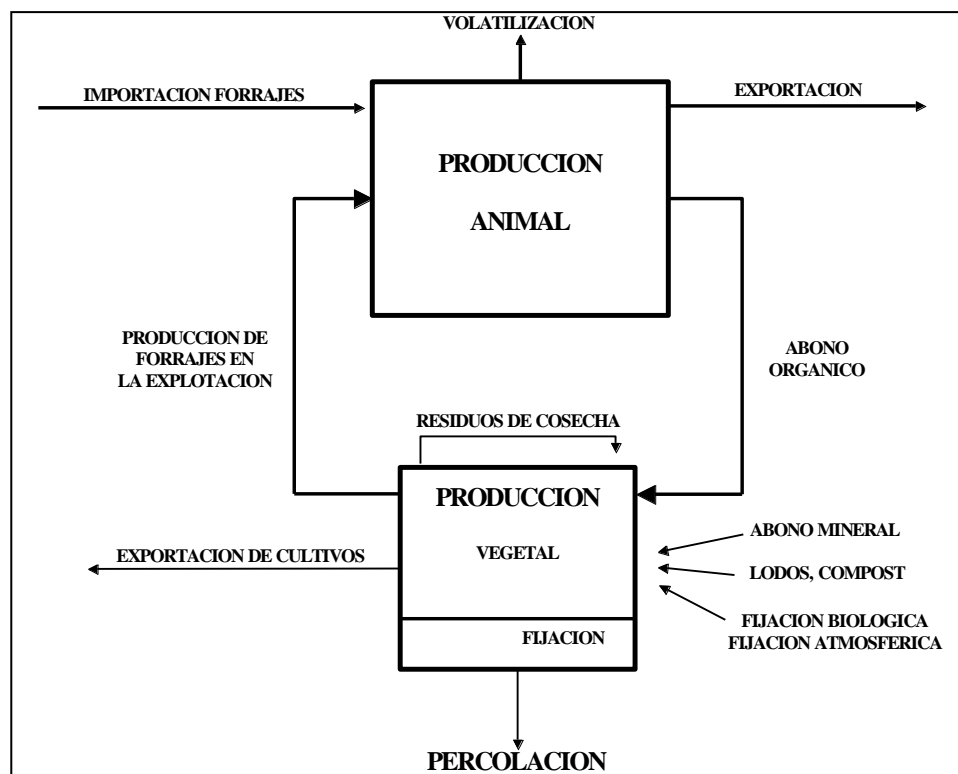 VOLATILIZACION
IMPORTACION FORRAJES
EXPORTACION
PRODUCCION
ANIMAL
PRODUCCION DE
FORRAJES EN
LA EXPLOTACION
ABONO
ORGANICO
RESIDUOS DE COSECHA
PRODUCCION
VEGETAL
ABONO MINERAL
EXPORTACION DE CULTIVOS
LODOS, COMPOST
FIJACION
FIJACION BIOLOGICA
FIJACION ATMOSFERICA
PERCOLACION